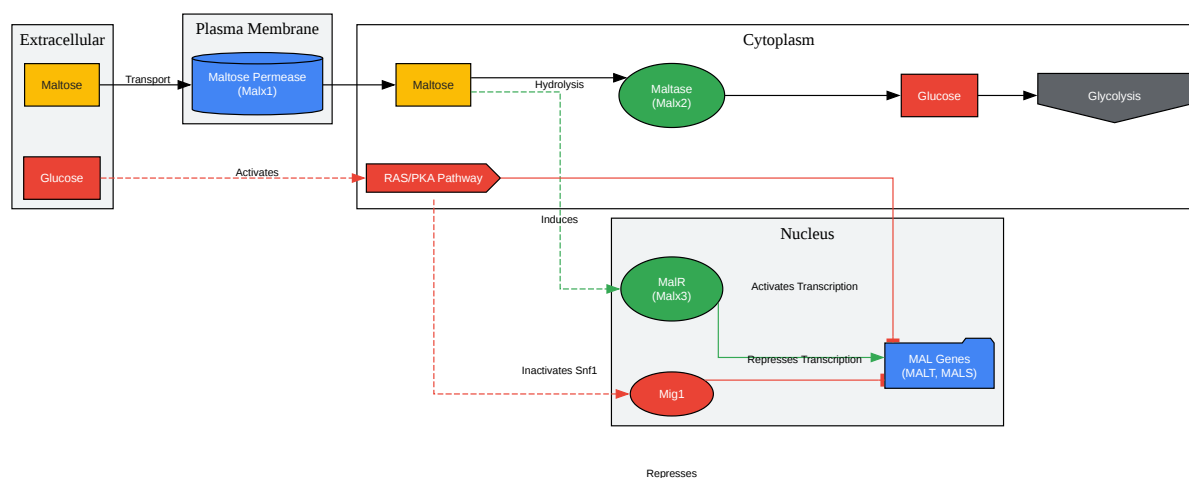 Extracellular
Plasma Membrane
Cytoplasm
Maltose
Transport
Maltose Permease
(Malx1)
Maltose
Hydrolysis
Maltase
(Malx2)
Glucose
Glycolysis
Glucose
Activates
RAS/PKA Pathway
Induces
Nucleus
MalR
(Malx3)
Activates Transcription
Represses Transcription
MAL Genes
(MALT, MALS)
Inactivates Snf1
Mig1
Represses